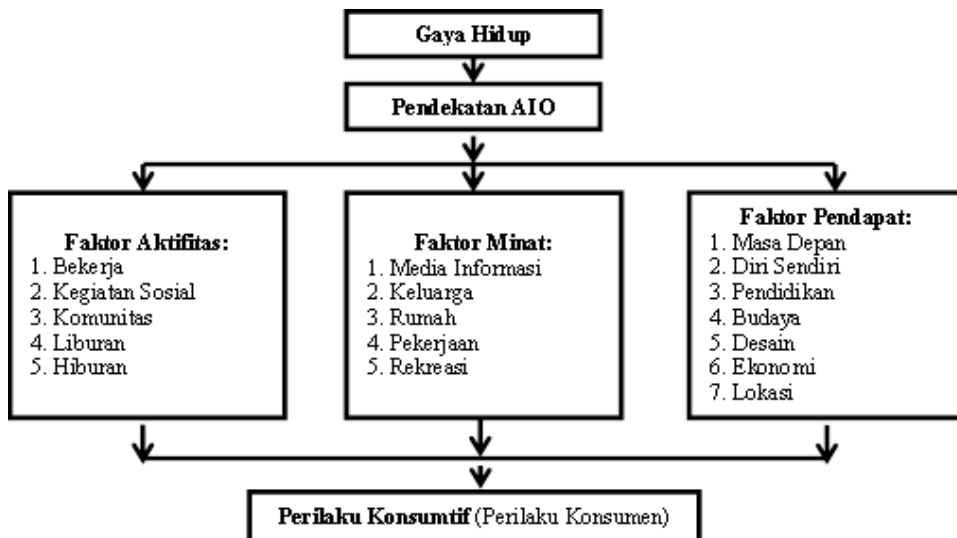 Gaya Hidup
Pendekatan AIO
Faktor Aktifitas:
1. Bekerja
2. Kegiatan Sosial
3. Komunitas
4. Liburan
5. Hiburan
Faktor Minat:
1. Media Informasi
2. Keluarga
3. Rumah
4. Pekerjaan
5. Rekreasi
Faktor Pendapat:
1. Masa Depan
2. Diri Sendiri
3. Pendidikan
4. Budaya
5. Desain
6. Ekonomi
7. Lokasi
Perilaku Konsumtif (Perilaku Konsumen)